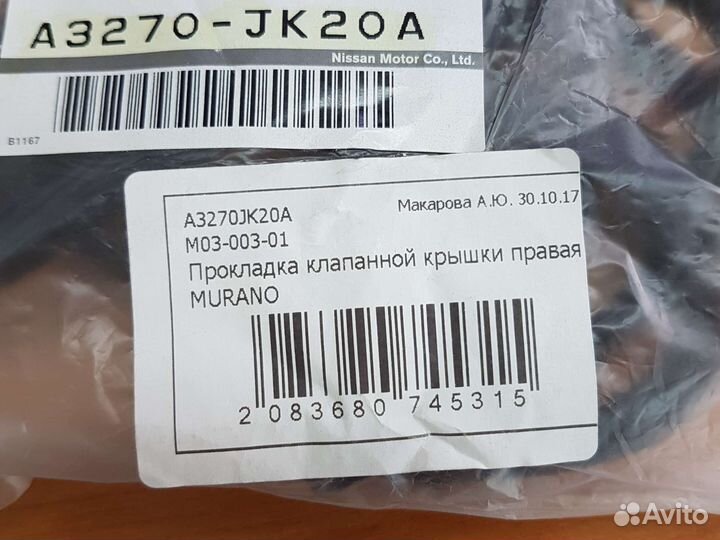 A3270-JK20A
Nissan Motor Co., Ltd.
B1167
A3270JK20A
Макарова А.Ю. 30.10.17
M03-003-01
Прокладка клапанной крышки правая
MURANO
2 083680 745315
Avito